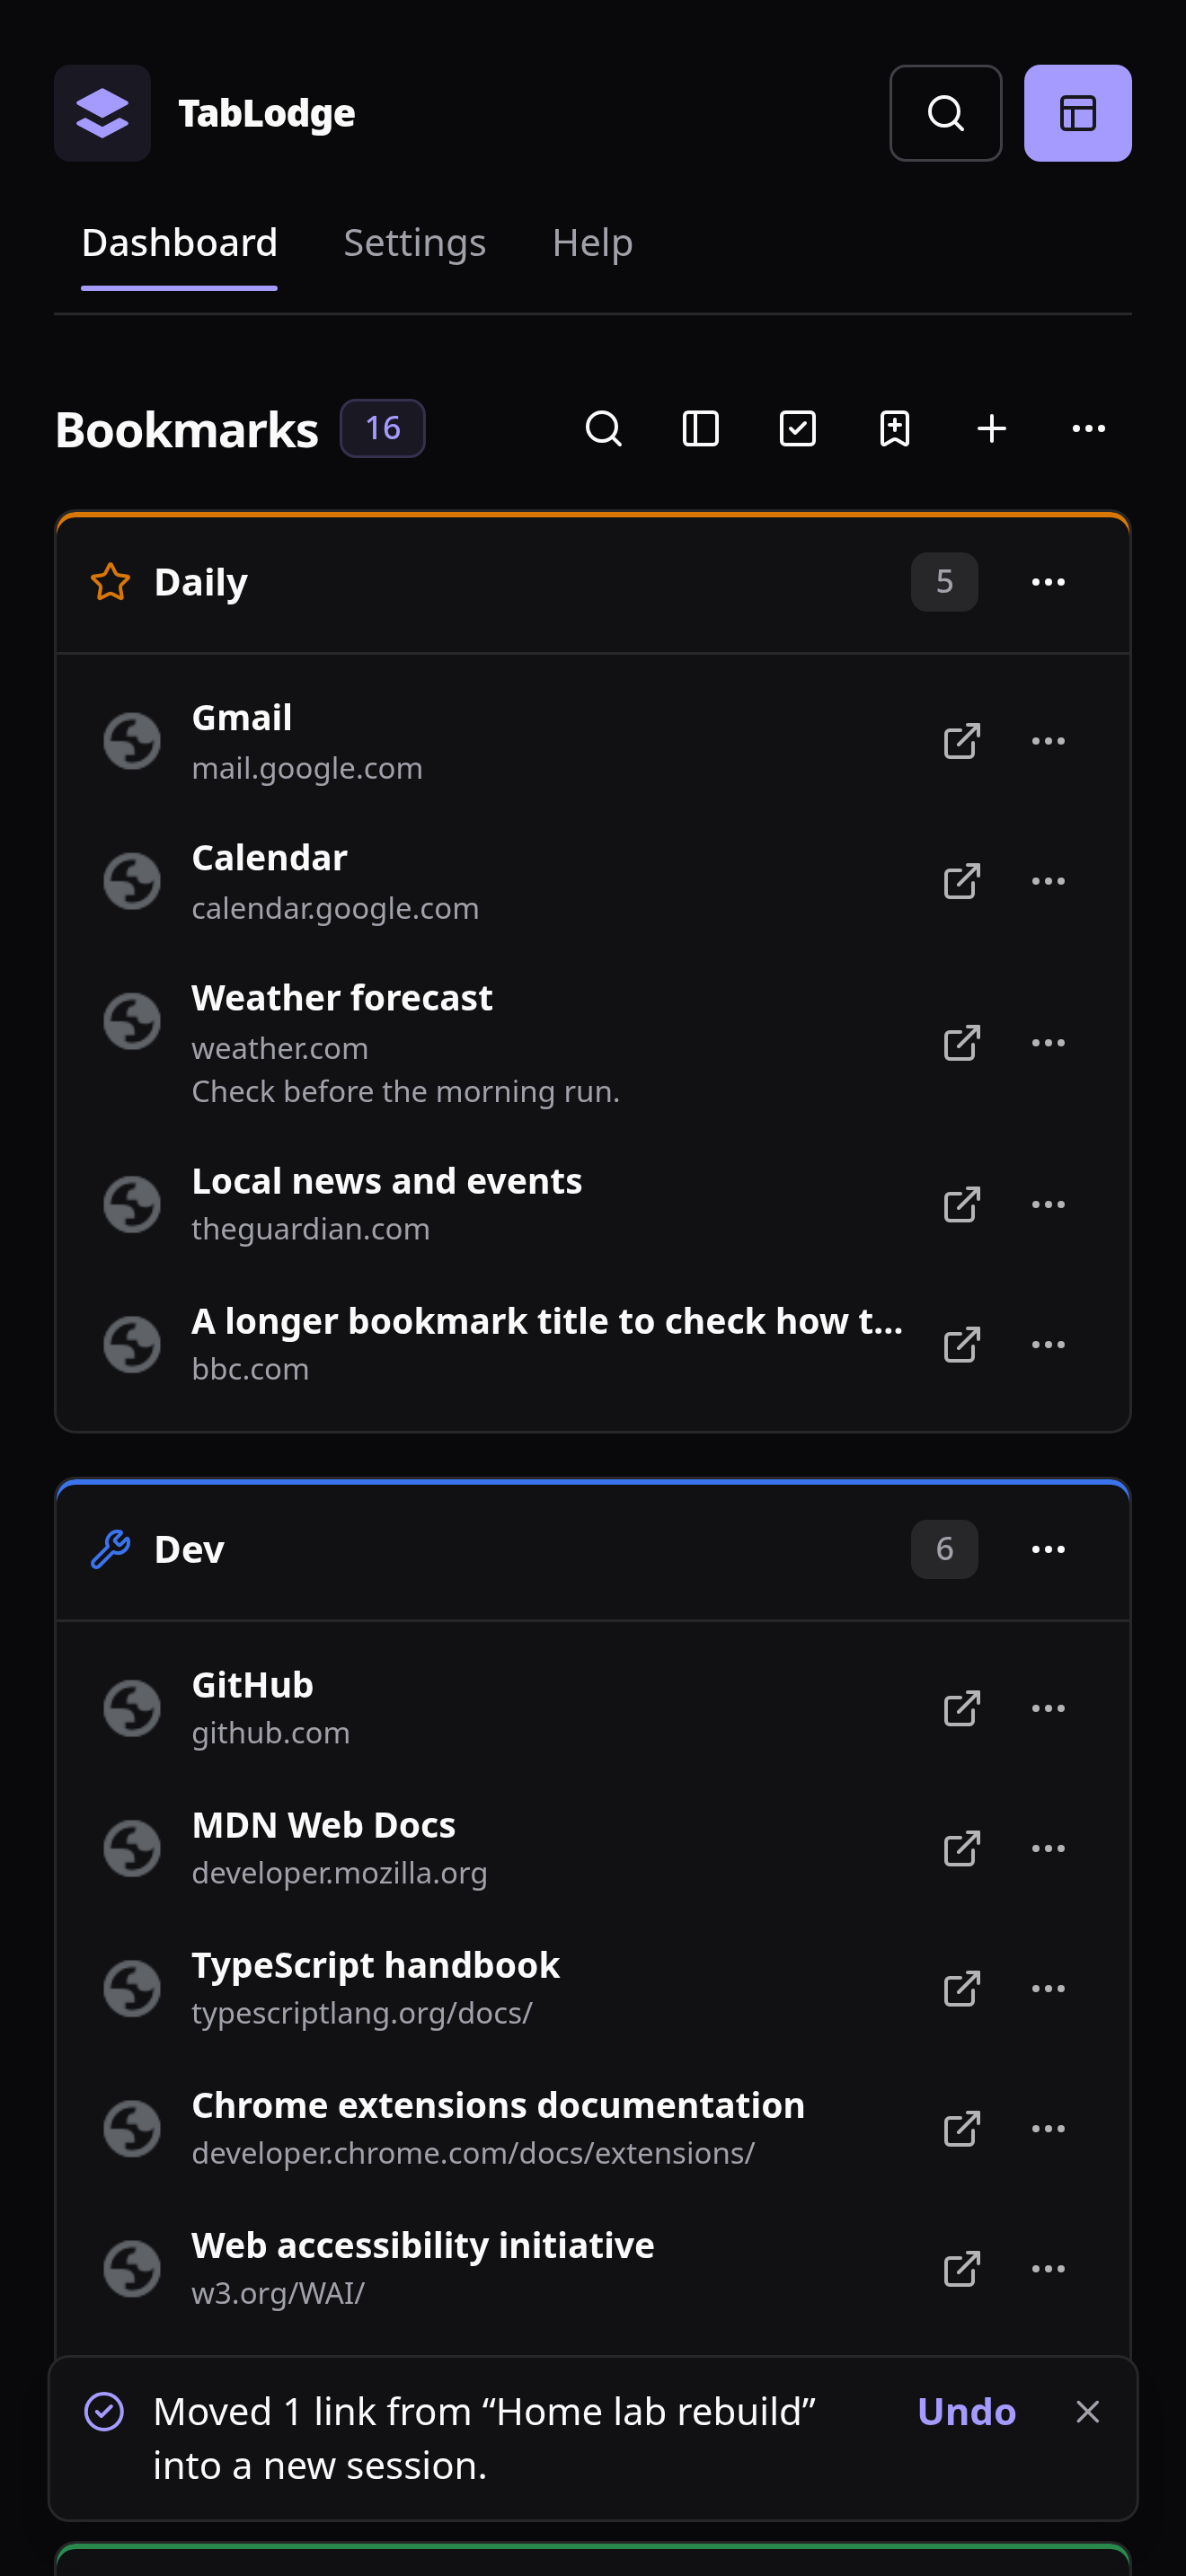 TabLodge
Dashboard Settings Help
Bookmarks 16
Daily 5
Gmail
mail.google.com
Calendar
calendar.google.com
Weather forecast
weather.com
Check before the morning run.
Local news and events
theguardian.com
A longer bookmark title to check how t...
bbc.com
Dev 6
GitHub
github.com
MDN Web Docs
developer.mozilla.org
TypeScript handbook
typescriptlang.org/docs/
Chrome extensions documentation
developer.chrome.com/docs/extensions/
Web accessibility initiative
w3.org/WAI/
Moved 1 link from “Home lab rebuild” Undo
into a new session.